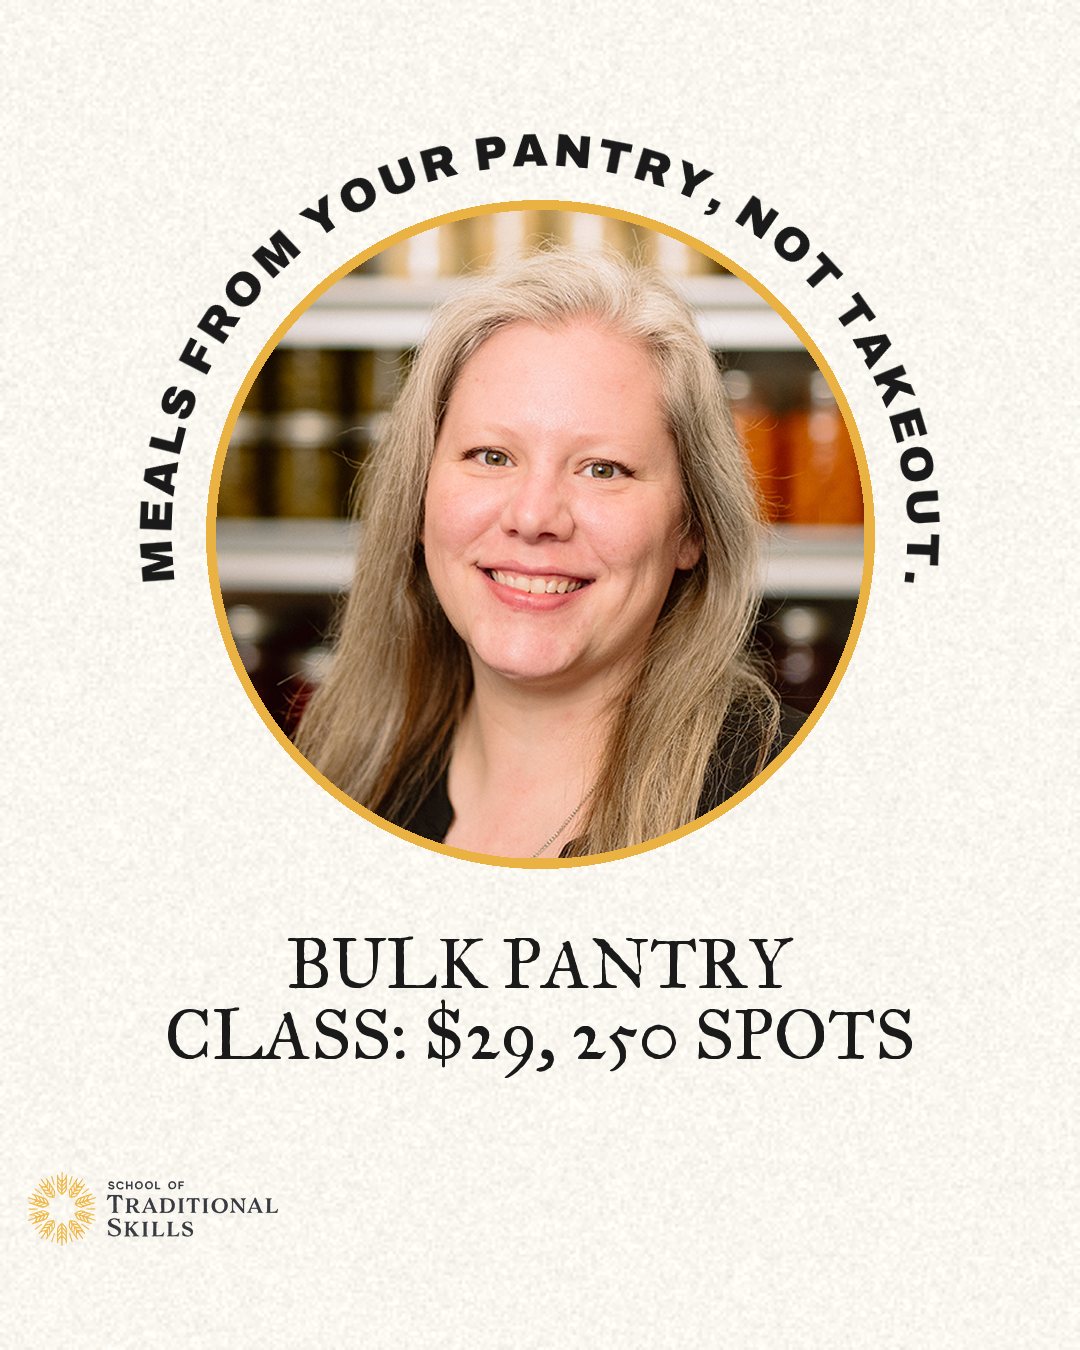 MEALS FROM YOUR PANTRY, NOT TAKEOUT.
BULK PANTRY
CLASS: $29, 250 SPOTS
SCHOOL OF
TRADITIONAL
SKILLS